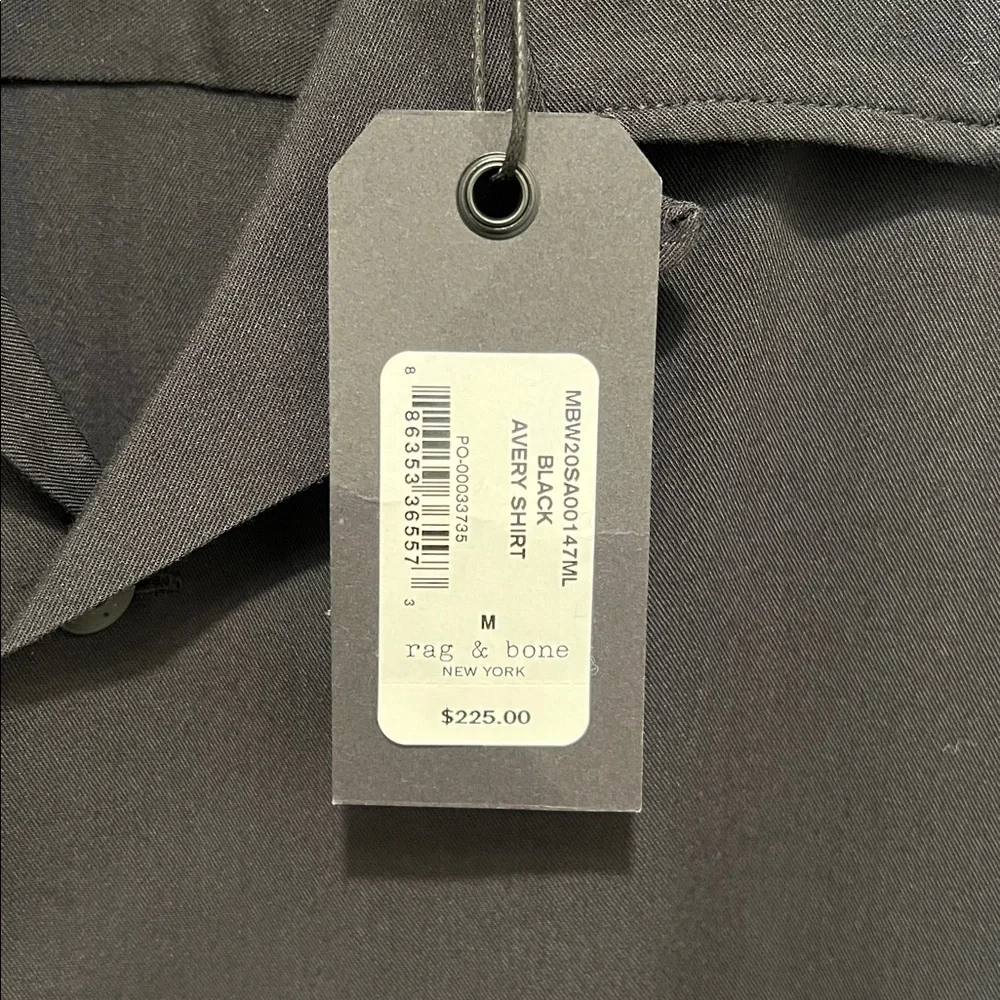 MBW20SA00147ML
BLACK
AVERY SHIRT
PO-00033735
8 86353 36557 3
M
rag & bone
NEW YORK
$225.00